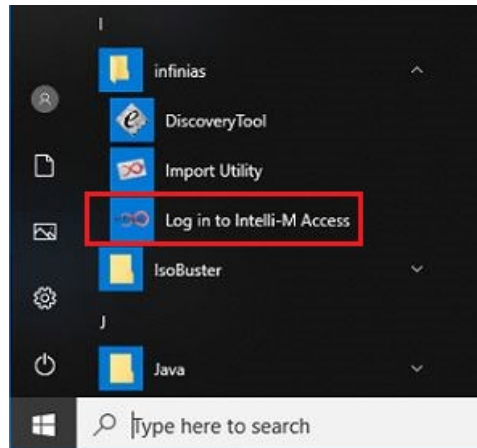 I
infinias
DiscoveryTool
Import Utility
Log in to Intelli-M Access
IsoBuster
J
Java
Type here to search